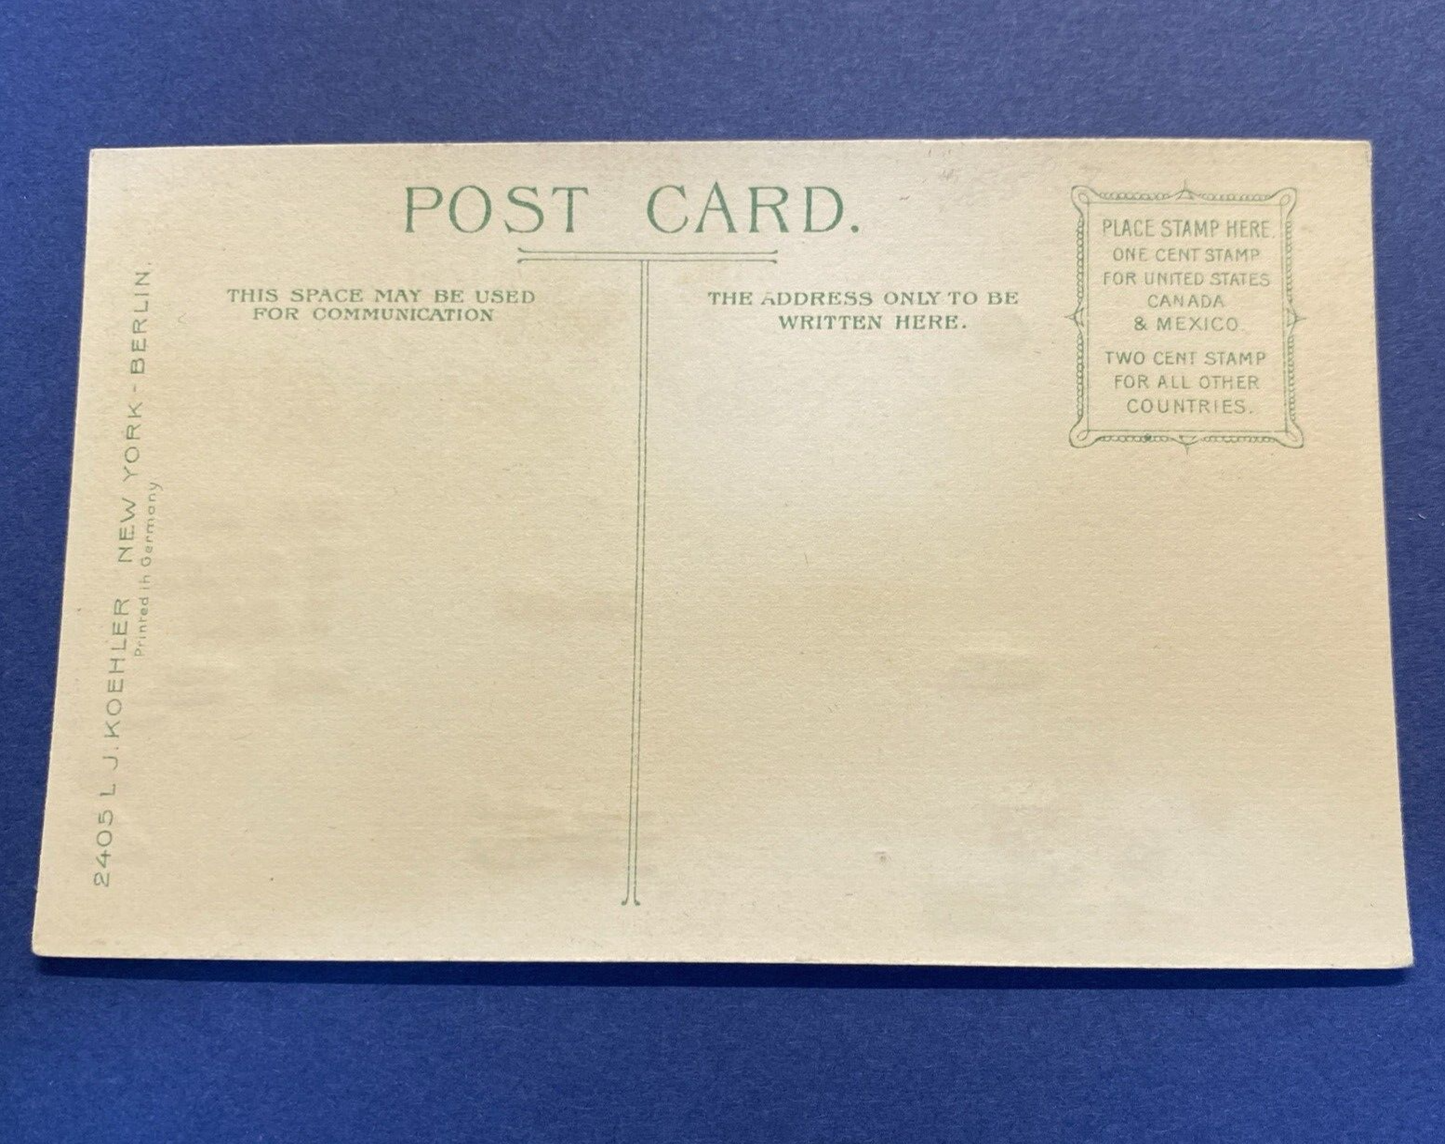 POST CARD.
THIS SPACE MAY BE USED
FOR COMMUNICATION
THE ADDRESS ONLY TO BE
WRITTEN HERE.
PLACE STAMP HERE.
ONE CENT STAMP
FOR UNITED STATES
CANADA
& MEXICO.
TWO CENT STAMP
FOR ALL OTHER
COUNTRIES.
2405 L J. KOEHLER NEW YORK - BERLIN.
Printed in Germany